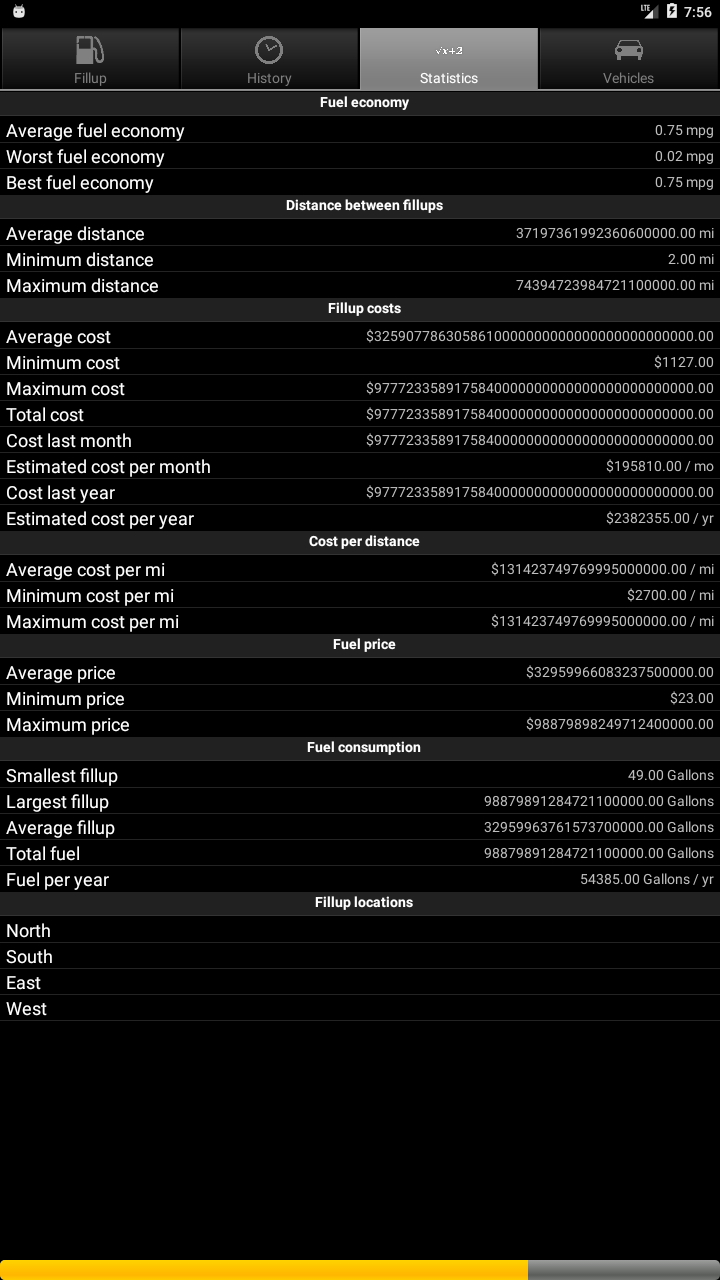 7:56
LTE
Fillup
History
√x+2
Statistics
Vehicles
Fuel economy
Average fuel economy 0.75 mpg
Worst fuel economy 0.02 mpg
Best fuel economy 0.75 mpg
Distance between fillups
Average distance 37197361992360600000.00 mi
Minimum distance 2.00 mi
Maximum distance 74394723984721100000.00 mi
Fillup costs
Average cost $3259077863058610000000000000000000000000.00
Minimum cost $1127.00
Maximum cost $9777233589175840000000000000000000000000.00
Total cost $9777233589175840000000000000000000000000.00
Cost last month $9777233589175840000000000000000000000000.00
Estimated cost per month $195810.00 / mo
Cost last year $9777233589175840000000000000000000000000.00
Estimated cost per year $2382355.00 / yr
Cost per distance
Average cost per mi $131423749769995000000.00 / mi
Minimum cost per mi $2700.00 / mi
Maximum cost per mi $131423749769995000000.00 / mi
Fuel price
Average price $32959966083237500000.00
Minimum price $23.00
Maximum price $98879898249712400000.00
Fuel consumption
Smallest fillup 49.00 Gallons
Largest fillup 98879891284721100000.00 Gallons
Average fillup 32959963761573700000.00 Gallons
Total fuel 98879891284721100000.00 Gallons
Fuel per year 54385.00 Gallons / yr
Fillup locations
North
South
East
West